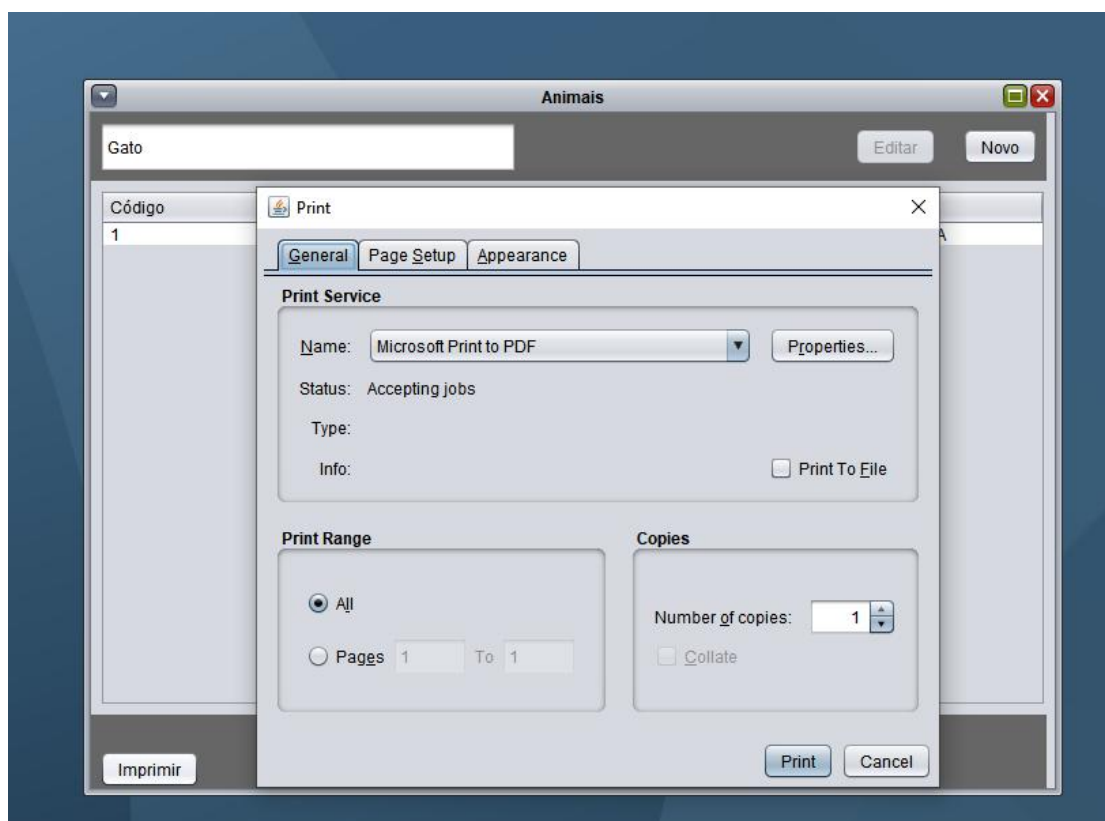 Animais
Gato
Editar
Novo
Código
1
A
Print
General
Page Setup
Appearance
Print Service
Name:
Microsoft Print to PDF
Properties...
Status:
Accepting jobs
Type:
Info:
Print To File
Print Range
All
Pages
1
To
1
Copies
Number of copies:
1
Collate
Print
Cancel
Imprimir